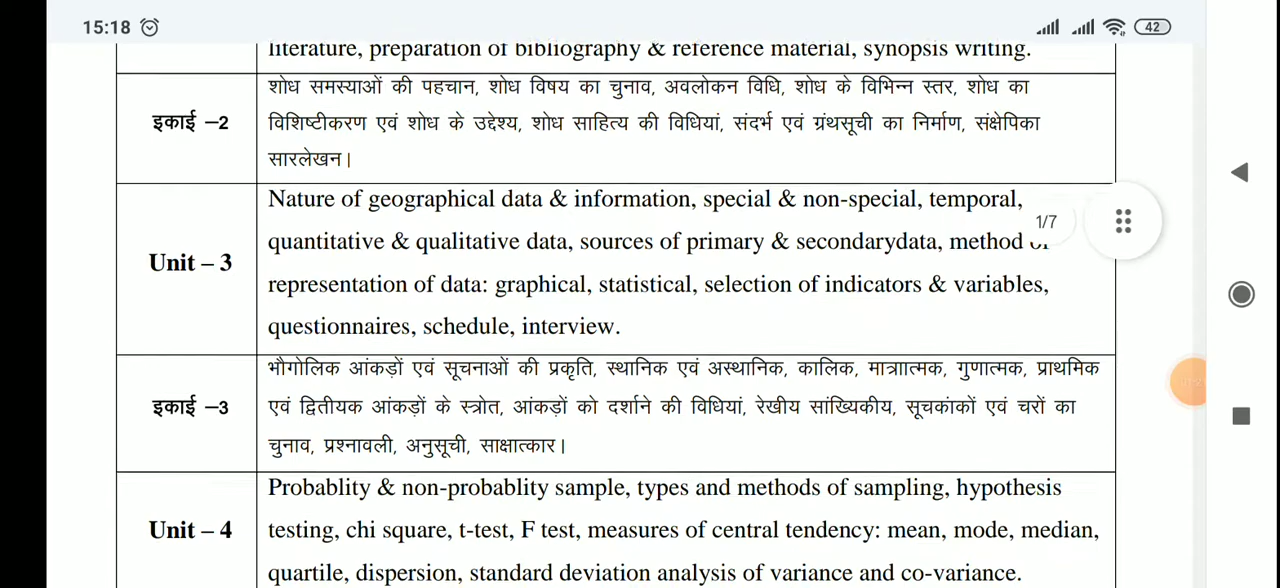 15:18
42
literature, preparation of bibliography & reference material, synopsis writing.
इकाई –2
शोध समस्याओं की पहचान, शोध विषय का चुनाव, अवलोकन विधि, शोध के विभिन्न स्तर, शोध का
विशिष्टीकरण एवं शोध के उद्देश्य, शोध साहित्य की विधियां, संदर्भ एवं ग्रंथसूची का निर्माण, संक्षेपिका
सारलेखन।
Unit – 3
Nature of geographical data & information, special & non-special, temporal,
1/7
quantitative & qualitative data, sources of primary & secondarydata, method of
representation of data: graphical, statistical, selection of indicators & variables,
questionnaires, schedule, interview.
इकाई –3
भौगोलिक आंकड़ों एवं सूचनाओं की प्रकृति, स्थानिक एवं अस्थानिक, कालिक, मात्राात्मक, गुणात्मक, प्राथमिक
एवं द्वितीयक आंकड़ों के स्त्रोत, आंकड़ों को दर्शाने की विधियां, रेखीय सांख्यिकीय, सूचकांकों एवं चरों का
चुनाव, प्रश्नावली, अनुसूची, साक्षात्कार।
Unit – 4
Probablity & non-probablity sample, types and methods of sampling, hypothesis
testing, chi square, t-test, F test, measures of central tendency: mean, mode, median,
quartile, dispersion, standard deviation analysis of variance and co-variance.